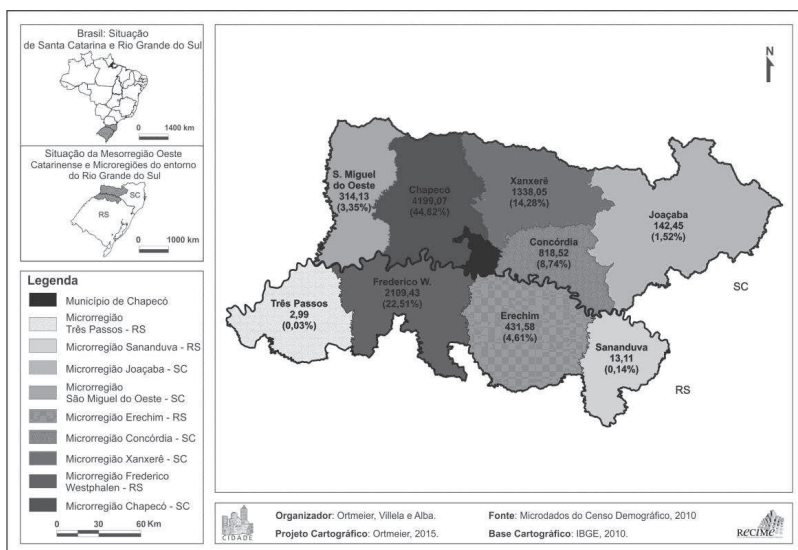 Brasil: Situação
de Santa Catarina e Rio Grande do Sul
0 1400 km
Situação da Mesorregião Oeste
Catarinense e Microregiões do entorno
do Rio Grande do Sul
SC
RS
0 1000 km
Legenda
Município de Chapecó
Microrregião
Três Passos - RS
Microrregião Sananduva - RS
Microrregião Joaçaba - SC
Microrregião
São Miguel do Oeste - SC
Microrregião Erechim - RS
Microrregião Concórdia - SC
Microrregião Xanxerê - SC
Microrregião Frederico
Westphalen - RS
Microrregião Chapecó - SC
0 30 60 Km
N
S. Miguel
do Oeste
314,13
(3,35%)
Chapecó
4199,07
(44,62%)
Xanxerê
1338,05
(14,28%)
Joaçaba
142,45
(1,52%)
Concórdia
818,52
(8,74%)
Três Passos
2,99
(0,03%)
Frederico W.
2109,43
(22,51%)
Erechim
431,58
(4,61%)
Sananduva
13,11
(0,14%)
SC
RS
CIDADE
Organizador: Ortmeier, Villela e Alba.
Projeto Cartográfico: Ortmeier, 2015.
Fonte: Microdados do Censo Demográfico, 2010
Base Cartográfico: IBGE, 2010.
ReCiMe